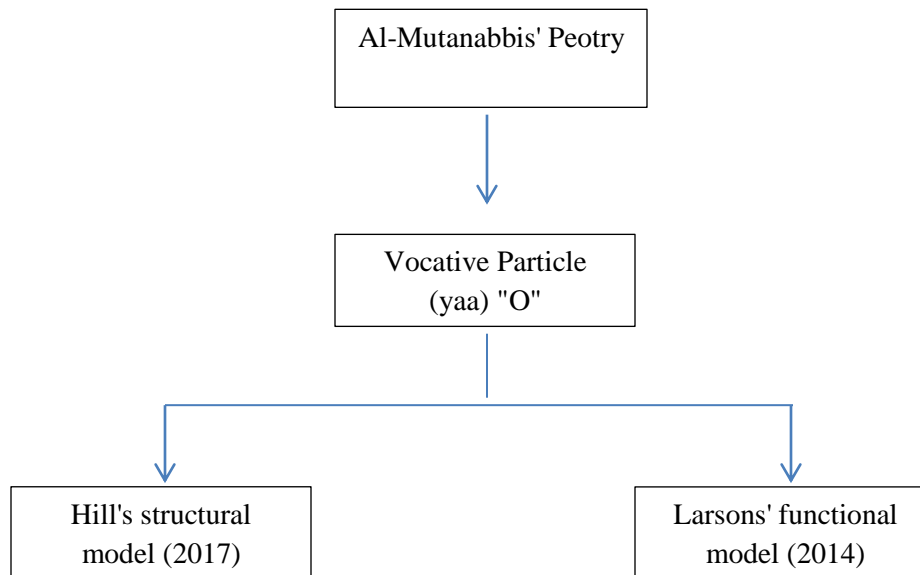 Al-Mutanabbis' Peotry
Vocative Particle
(yaa) "O"
Hill's structural
model (2017)
Larsons' functional
model (2014)